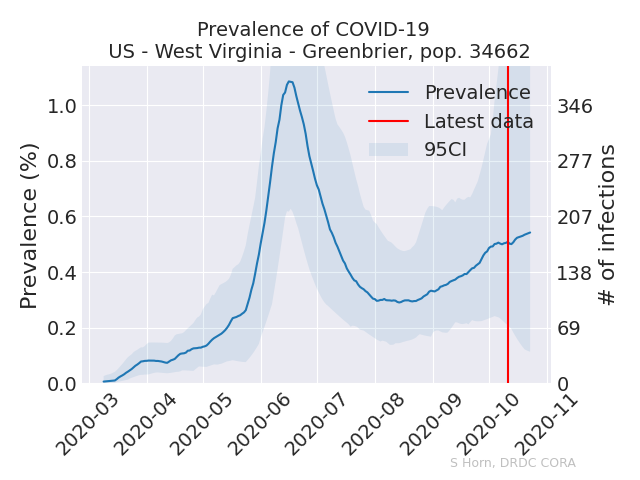 Prevalence of COVID-19
US - West Virginia - Greenbrier, pop. 34662
Prevalence
Latest data
95CI
Prevalence (%)
1.0
0.8
0.6
0.4
0.2
0.0
346
277
207
138
69
0
# of infections
2020-03
2020-04
2020-05
2020-06
2020-07
2020-08
2020-09
2020-10
2020-11
S Horn, DRDC CORA